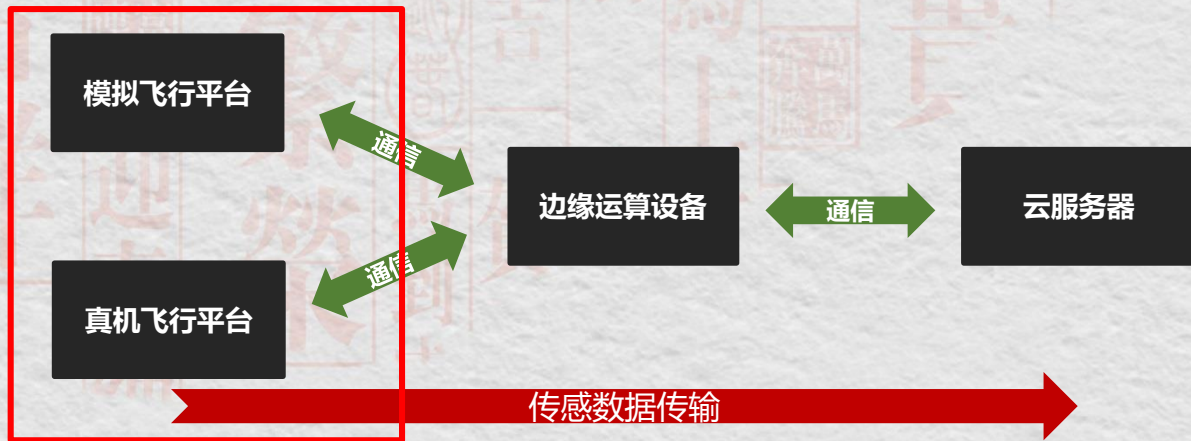 模拟飞行平台
通信
边缘运算设备
通信
云服务器
通信
真机飞行平台
传感数据传输